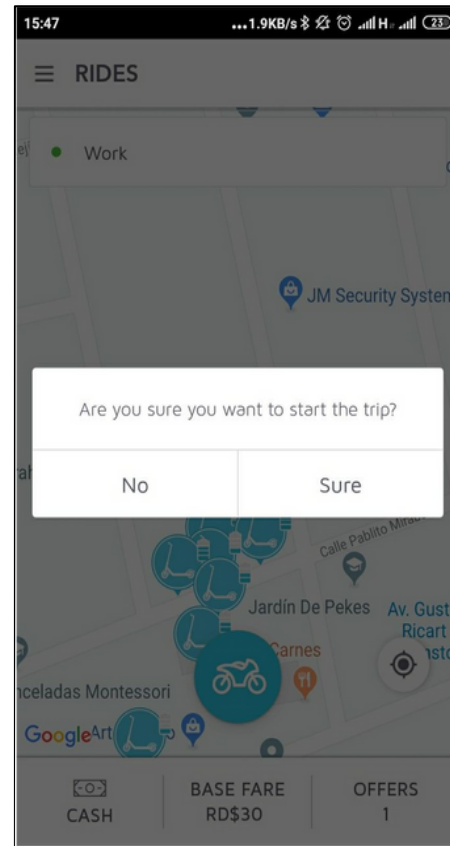 15:47
...1.9KB/s H 23
RIDES
Work
JM Security System
Are you sure you want to start the trip?
No
Sure
Calle Pablito
Jardín De Pekes
Av. Gust
Ricart
Carnes
nceladas Montessori
Google
Art
CASH
BASE FARE
RD$30
OFFERS
1